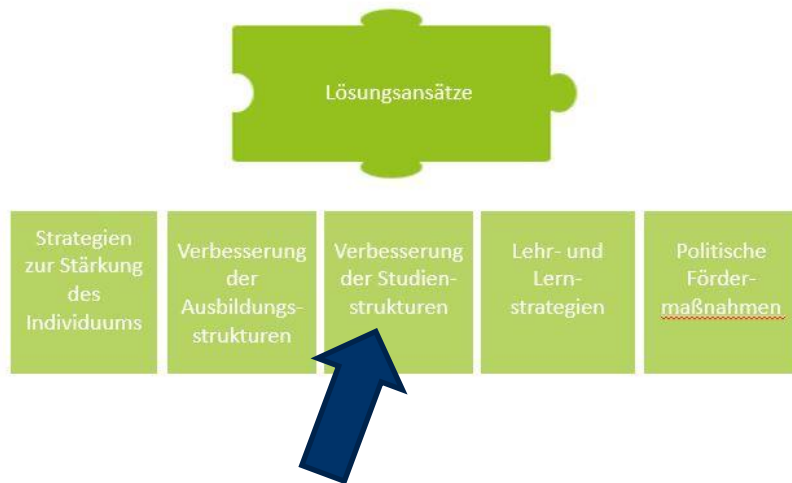 Lösungsansätze
Strategien
zur Stärkung
des
Individuums
Verbesserung
der
Ausbildungs-
strukturen
Verbesserung
der Studien-
strukturen
Lehr- und
Lern-
strategien
Politische
Förder-
maßnahmen